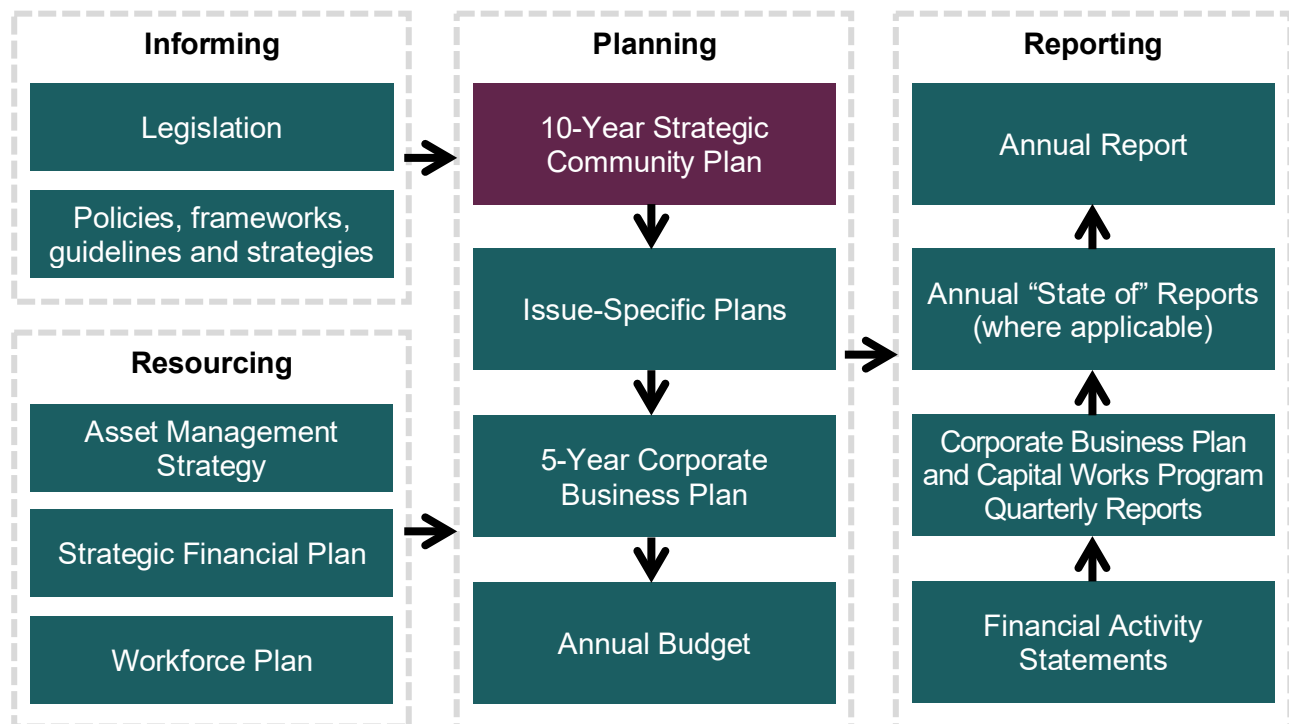 Informing
Legislation
Policies, frameworks,
guidelines and strategies
Resourcing
Asset Management
Strategy
Strategic Financial Plan
Workforce Plan
Planning
10-Year Strategic
Community Plan
Issue-Specific Plans
5-Year Corporate
Business Plan
Annual Budget
Reporting
Annual Report
Annual “State of” Reports
(where applicable)
Corporate Business Plan
and Capital Works Program
Quarterly Reports
Financial Activity
Statements